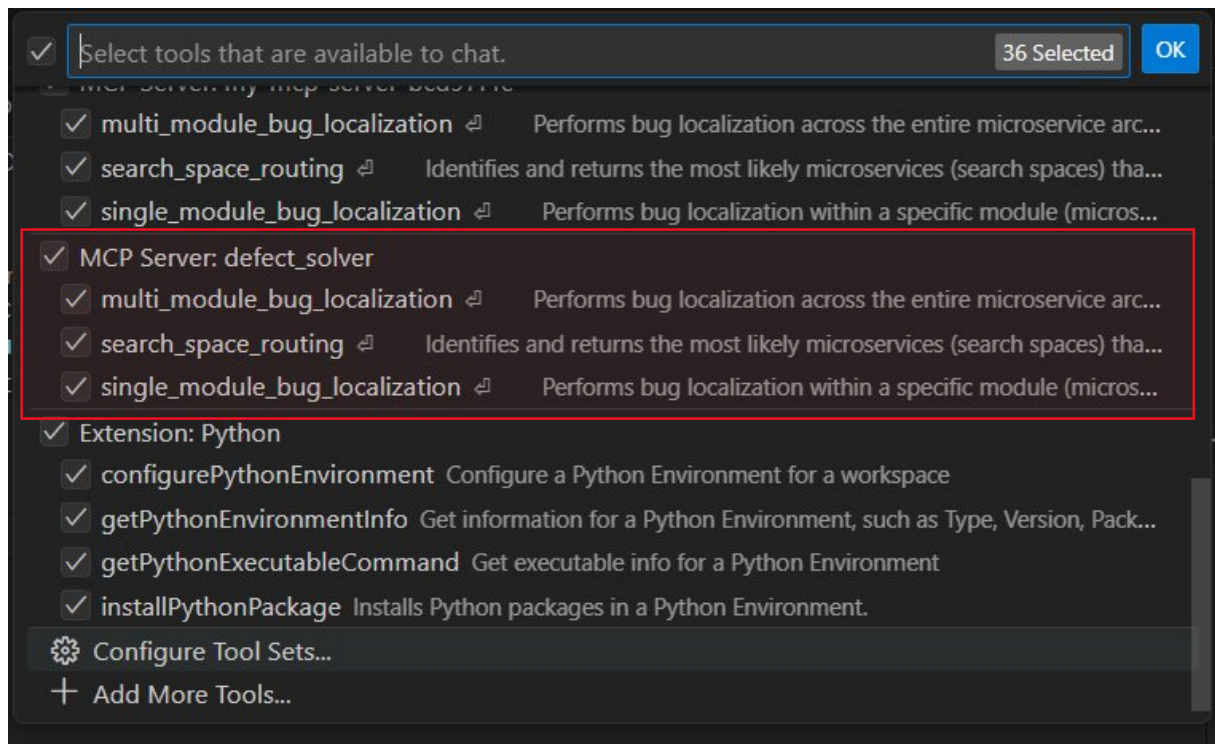 Select tools that are available to chat. 36 Selected OK
multi_module_bug_localization Performs bug localization across the entire microservice arc...
search_space_routing Identifies and returns the most likely microservices (search spaces) tha...
single_module_bug_localization Performs bug localization within a specific module (micros...
MCP Server: defect_solver
multi_module_bug_localization Performs bug localization across the entire microservice arc...
search_space_routing Identifies and returns the most likely microservices (search spaces) tha...
single_module_bug_localization Performs bug localization within a specific module (micros...
Extension: Python
configurePythonEnvironment Configure a Python Environment for a workspace
getPythonEnvironmentInfo Get information for a Python Environment, such as Type, Version, Pack...
getPythonExecutableCommand Get executable info for a Python Environment
installPythonPackage Installs Python packages in a Python Environment.
Configure Tool Sets...
Add More Tools...